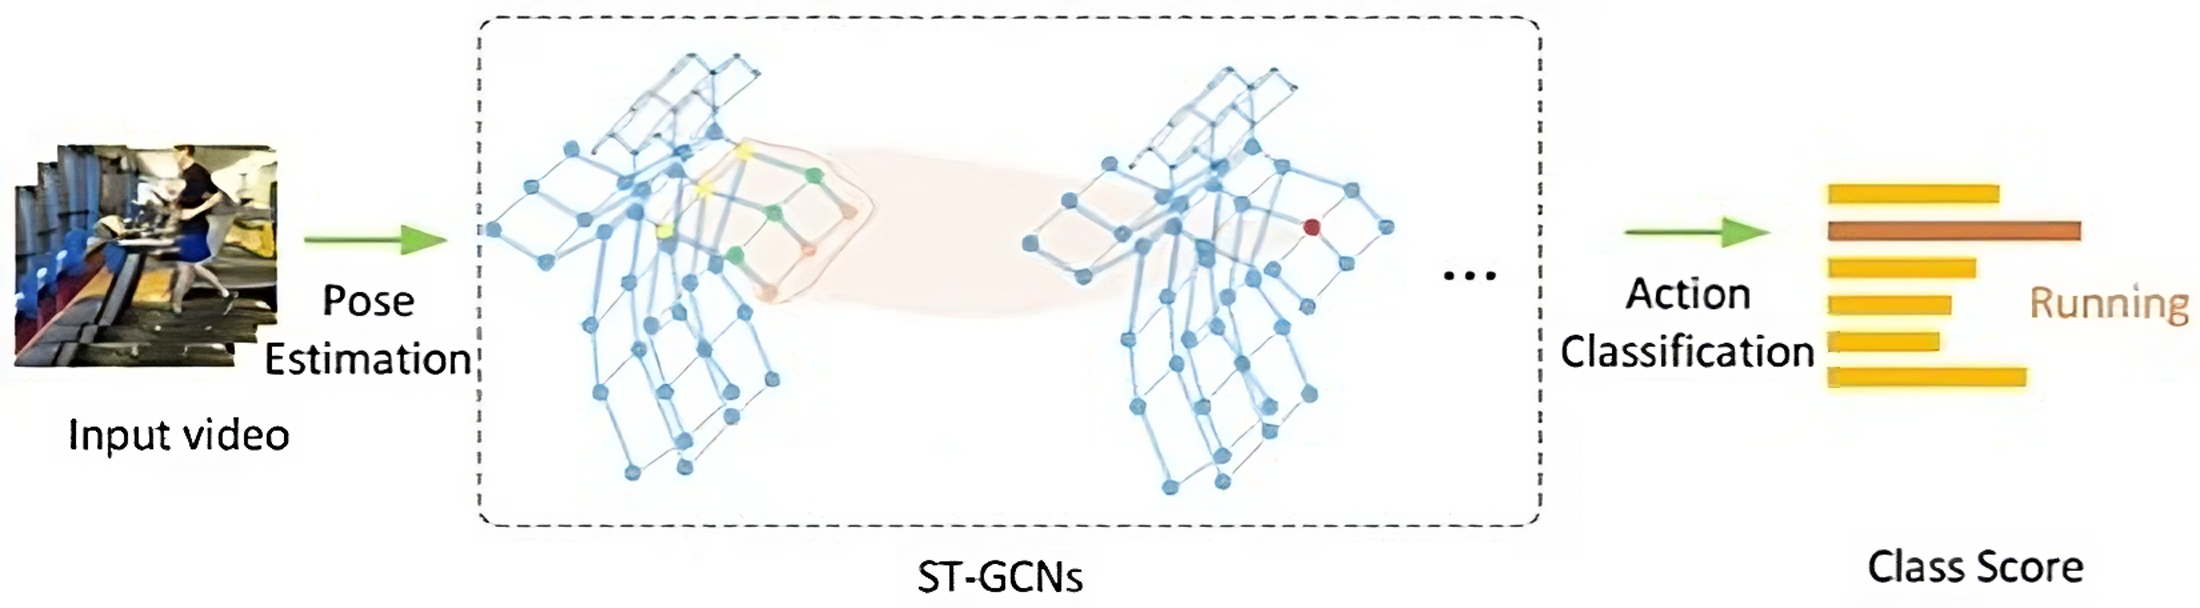 Pose
Estimation
Input video
...
ST-GCNs
Action
Classification
Running
Class Score